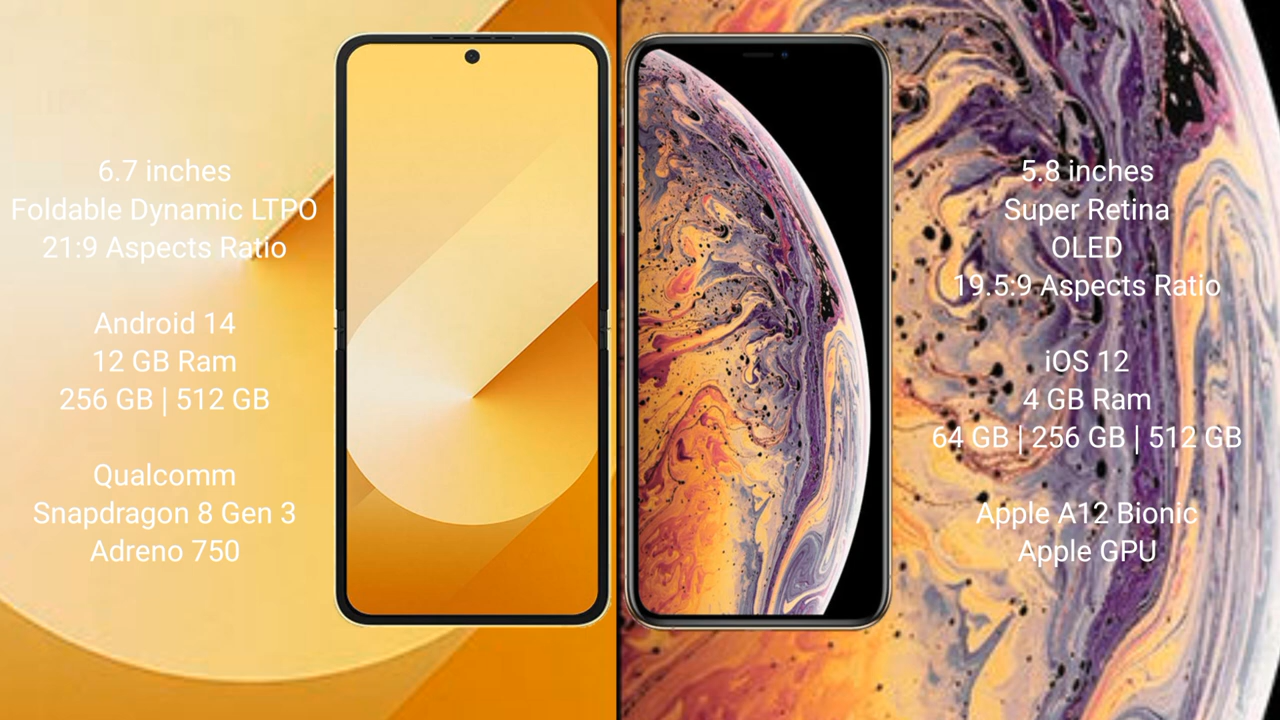 6.7 inches
Foldable Dynamic LTPO
21:9 Aspects Ratio
Android 14
12 GB Ram
256 GB | 512 GB
Qualcomm
Snapdragon 8 Gen 3
Adreno 750
5.8 inches
Super Retina
OLED
19.5:9 Aspects Ratio
iOS 12
4 GB Ram
64 GB | 256 GB | 512 GB
Apple A12 Bionic
Apple GPU